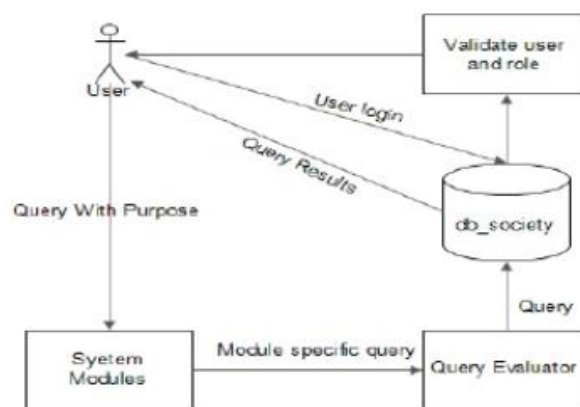 Validate user
and role
User
User login
Query Results
Query With Purpose
db_society
Query
Module specific query
Syetem
Modules
Query Evaluator